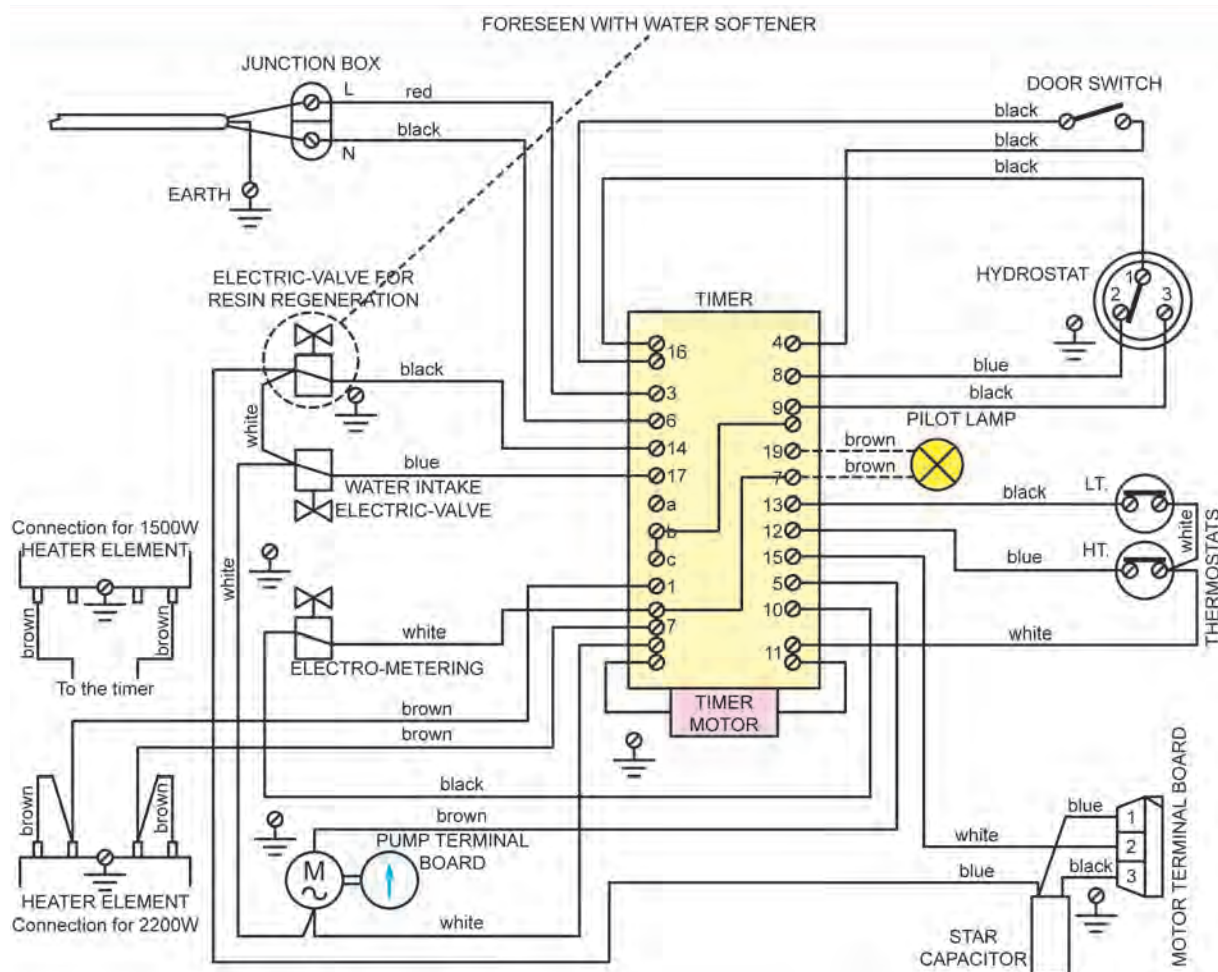 FORESEEN WITH WATER SOFTENER
JUNCTION BOX
L
red
black
N
EARTH
DOOR SWITCH
black
black
black
HYDROSTAT
1
2
3
ELECTRIC-VALVE FOR
RESIN REGENERATION
TIMER
16
4
black
8
blue
3
9
black
6
PILOT LAMP
white
14
19
brown
17
7
brown
blue
WATER INTAKE
ELECTRIC-VALVE
a
13
black
LT.
b
12
white
c
15
blue
HT.
THERMOSTATS
1
5
10
7
11
white
Connection for 1500W
HEATER ELEMENT
brown
brown
To the timer
white
white
ELECTRO-METERING
TIMER
MOTOR
brown
brown
black
brown
PUMP TERMINAL
BOARD
M
white
brown
brown
HEATER ELEMENT
Connection for 2200W
blue
white
black
blue
1
2
3
MOTOR TERMINAL BOARD
STAR
CAPACITOR